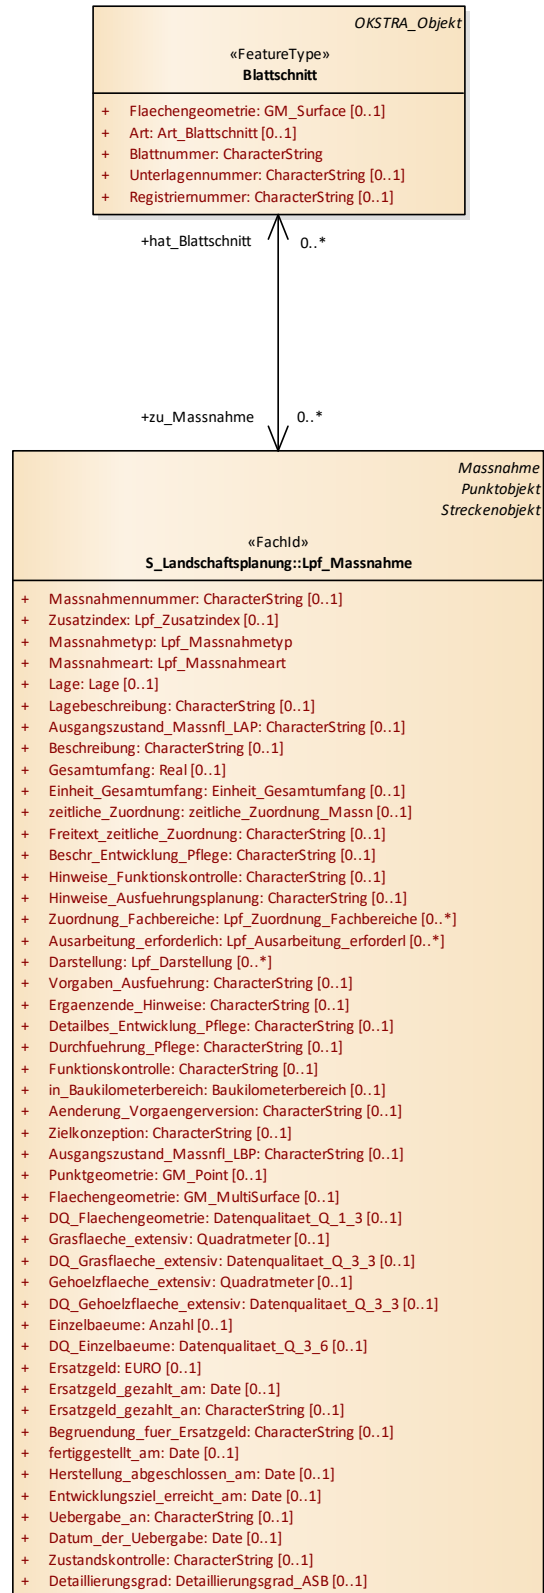 OKSTRA_Objekt
«FeatureType»
Blattschnitt
+ Flaechengeometrie: GM_Surface [0..1]
+ Art: Art_Blattschnitt [0..1]
+ Blattnummer: CharacterString
+ Unterlagennummer: CharacterString [0..1]
+ Registriernummer: CharacterString [0..1]
+hat_Blattschnitt 0..*
+zu_Massnahme 0..*
Massnahme
Punktobjekt
Streckenobjekt
«FachId»
S_Landschaftsplanung::Lpf_Massnahme
+ Massnahmennummer: CharacterString [0..1]
+ Zusatzindex: Lpf_Zusatzindex [0..1]
+ Massnahmetyp: Lpf_Massnahmetyp
+ Massnahmeart: Lpf_Massnahmeart
+ Lage: Lage [0..1]
+ Lagebeschreibung: CharacterString [0..1]
+ Ausgangszustand_Massnfl_LAP: CharacterString [0..1]
+ Beschreibung: CharacterString [0..1]
+ Gesamtumfang: Real [0..1]
+ Einheit_Gesamtumfang: Einheit_Gesamtumfang [0..1]
+ zeitliche_Zuordnung: zeitliche_Zuordnung_Massn [0..1]
+ Freitext_zeitliche_Zuordnung: CharacterString [0..1]
+ Beschr_Entwicklung_Pflege: CharacterString [0..1]
+ Hinweise_Funktionskontrolle: CharacterString [0..1]
+ Hinweise_Ausfuehrungsplanung: CharacterString [0..1]
+ Zuordnung_Fachbereiche: Lpf_Zuordnung_Fachbereiche [0..*]
+ Ausarbeitung_erforderlich: Lpf_Ausarbeitung_erforderl [0..*]
+ Darstellung: Lpf_Darstellung [0..*]
+ Vorgaben_Ausfuehrung: CharacterString [0..1]
+ Ergaenzende_Hinweise: CharacterString [0..1]
+ Detailbes_Entwicklung_Pflege: CharacterString [0..1]
+ Durchfuehrung_Pflege: CharacterString [0..1]
+ Funktionskontrolle: CharacterString [0..1]
+ in_Baukilometerbereich: Baukilometerbereich [0..1]
+ Aenderung_Vorgaengerversion: CharacterString [0..1]
+ Zielkonzeption: CharacterString [0..1]
+ Ausgangszustand_Massnfl_LBP: CharacterString [0..1]
+ Punktgeometrie: GM_Point [0..1]
+ Flaechengeometrie: GM_MultiSurface [0..1]
+ DQ_Flaechengeometrie: Datenqualitaet_Q_1_3 [0..1]
+ Grasflaeche_extensiv: Quadratmeter [0..1]
+ DQ_Grasflaeche_extensiv: Datenqualitaet_Q_3_3 [0..1]
+ Gehoelzflaeche_extensiv: Quadratmeter [0..1]
+ DQ_Gehoelzflaeche_extensiv: Datenqualitaet_Q_3_3 [0..1]
+ Einzelbaeume: Anzahl [0..1]
+ DQ_Einzelbaeume: Datenqualitaet_Q_3_6 [0..1]
+ Ersatzgeld: EURO [0..1]
+ Ersatzgeld_gezahlt_am: Date [0..1]
+ Ersatzgeld_gezahlt_an: CharacterString [0..1]
+ Begruendung_fuer_Ersatzgeld: CharacterString [0..1]
+ fertiggestellt_am: Date [0..1]
+ Herstellung_abgeschlossen_am: Date [0..1]
+ Entwicklungsziel_erreicht_am: Date [0..1]
+ Uebergabe_an: CharacterString [0..1]
+ Datum_der_Uebergabe: Date [0..1]
+ Zustandskontrolle: CharacterString [0..1]
+ Detaillierungsgrad: Detaillierungsgrad_ASB [0..1]